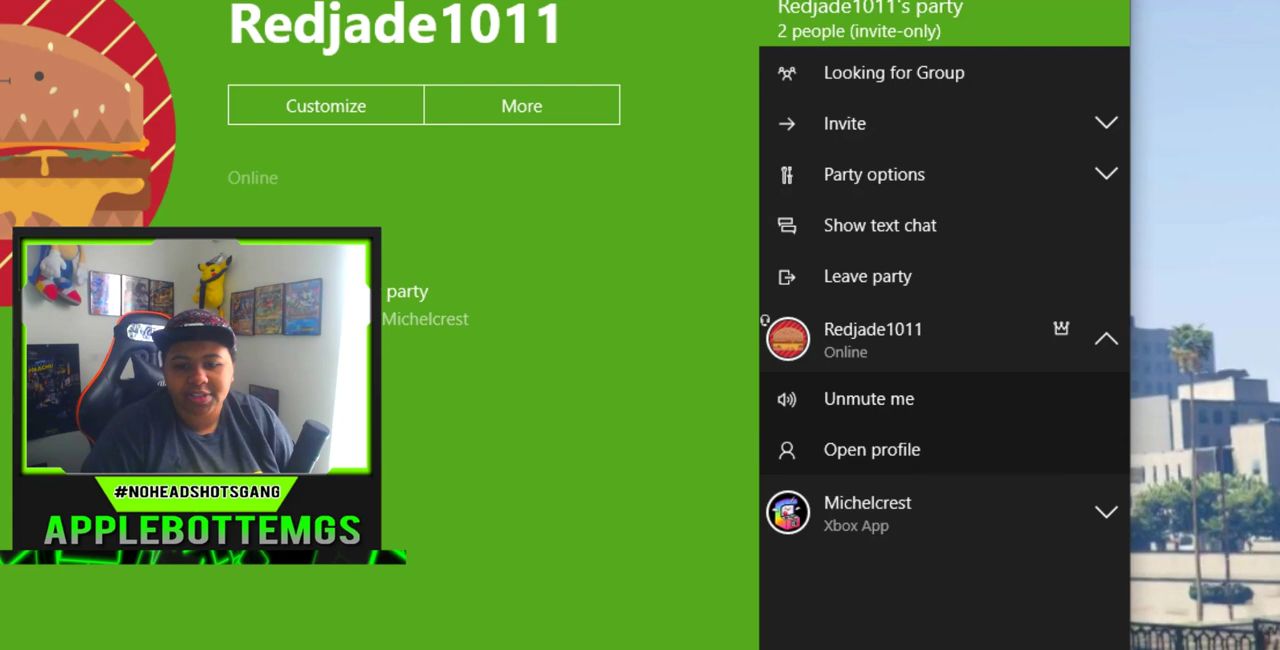 Redjade1011
Customize
More
Online
party
Michelcrest
#NOHEADSHOTSGANG
APPLEBOTTEMGS
Redjade1011's party
2 people (invite-only)
Looking for Group
Invite
Party options
Show text chat
Leave party
Redjade1011
Online
Unmute me
Open profile
Michelcrest
Xbox App